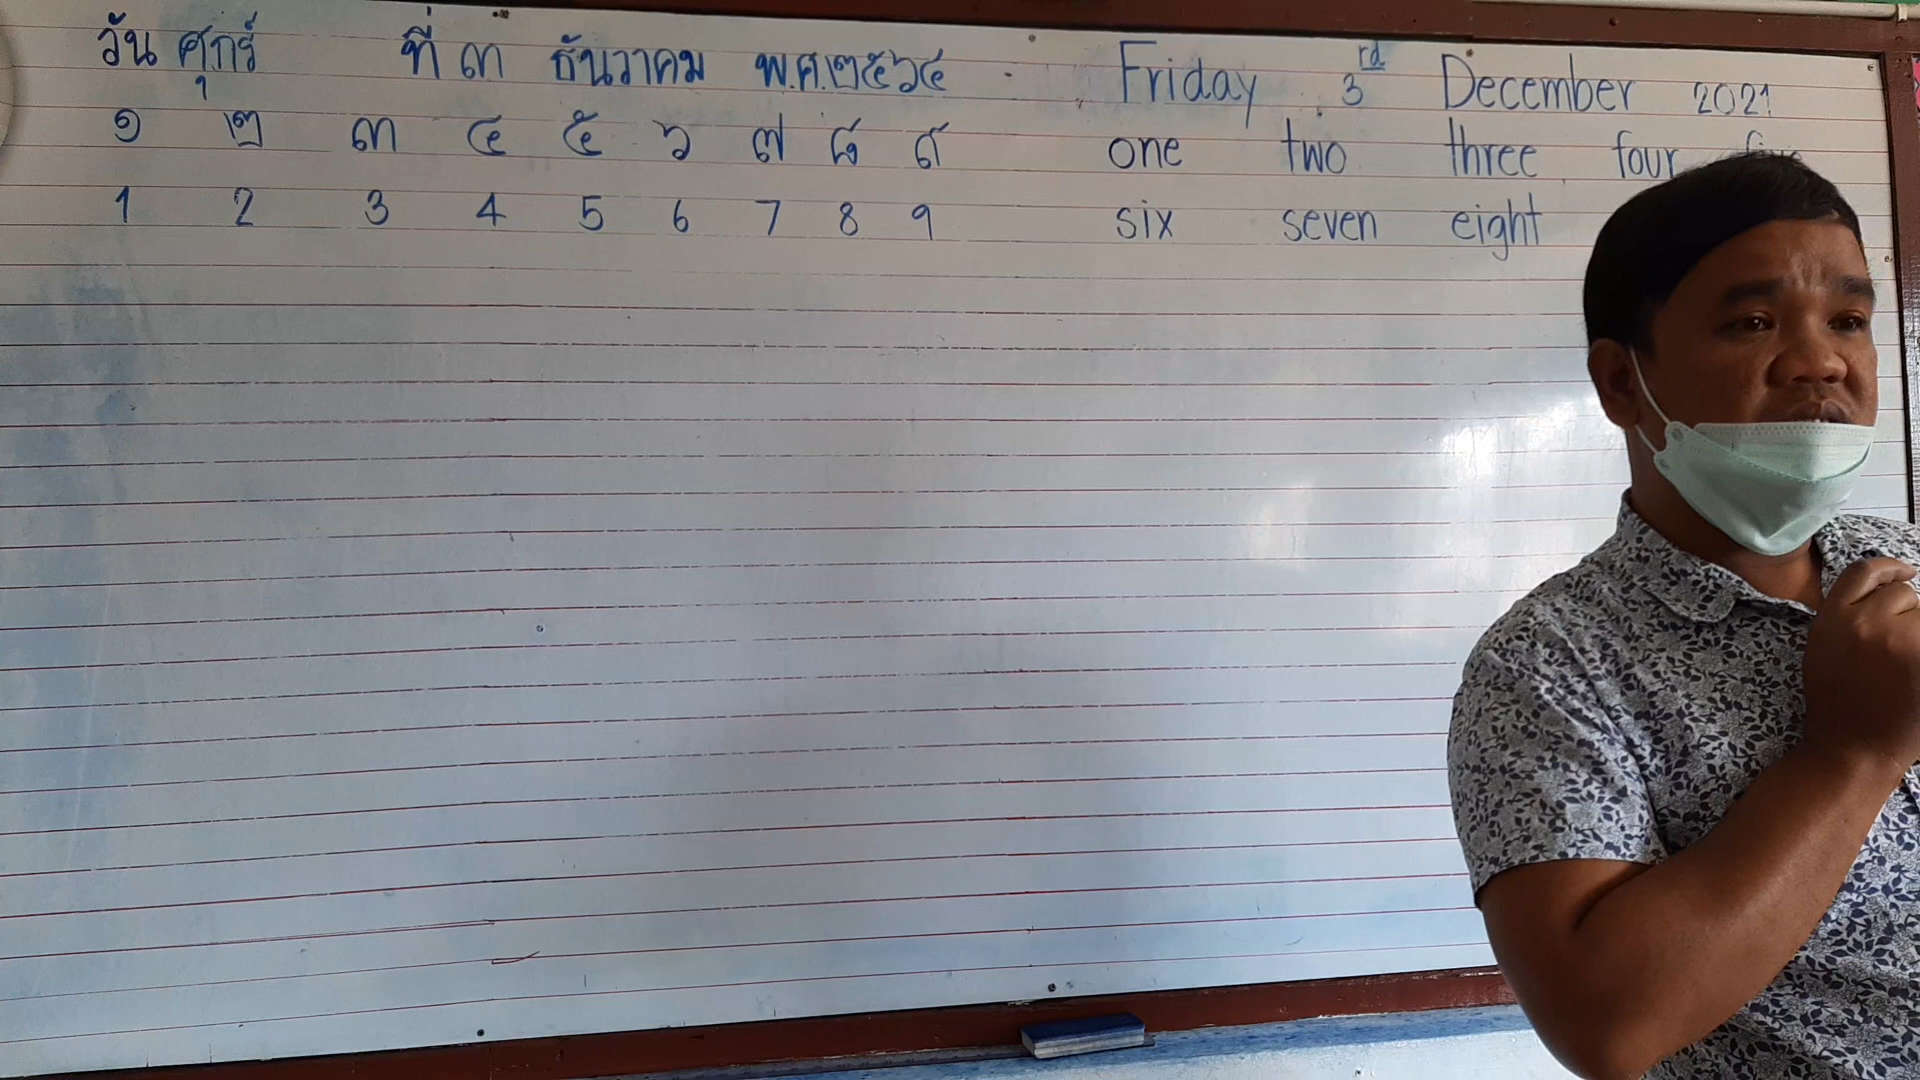 วัน ศุกร์ ที่ ๓ ธันวาคม พ.ศ.๒๕๖๔ Friday 3rd December 2021
๑ ๒ ๓ ๔ ๕ ๖ ๗ ๘ ๙ one two three four five
1 2 3 4 5 6 7 8 9 six seven eight